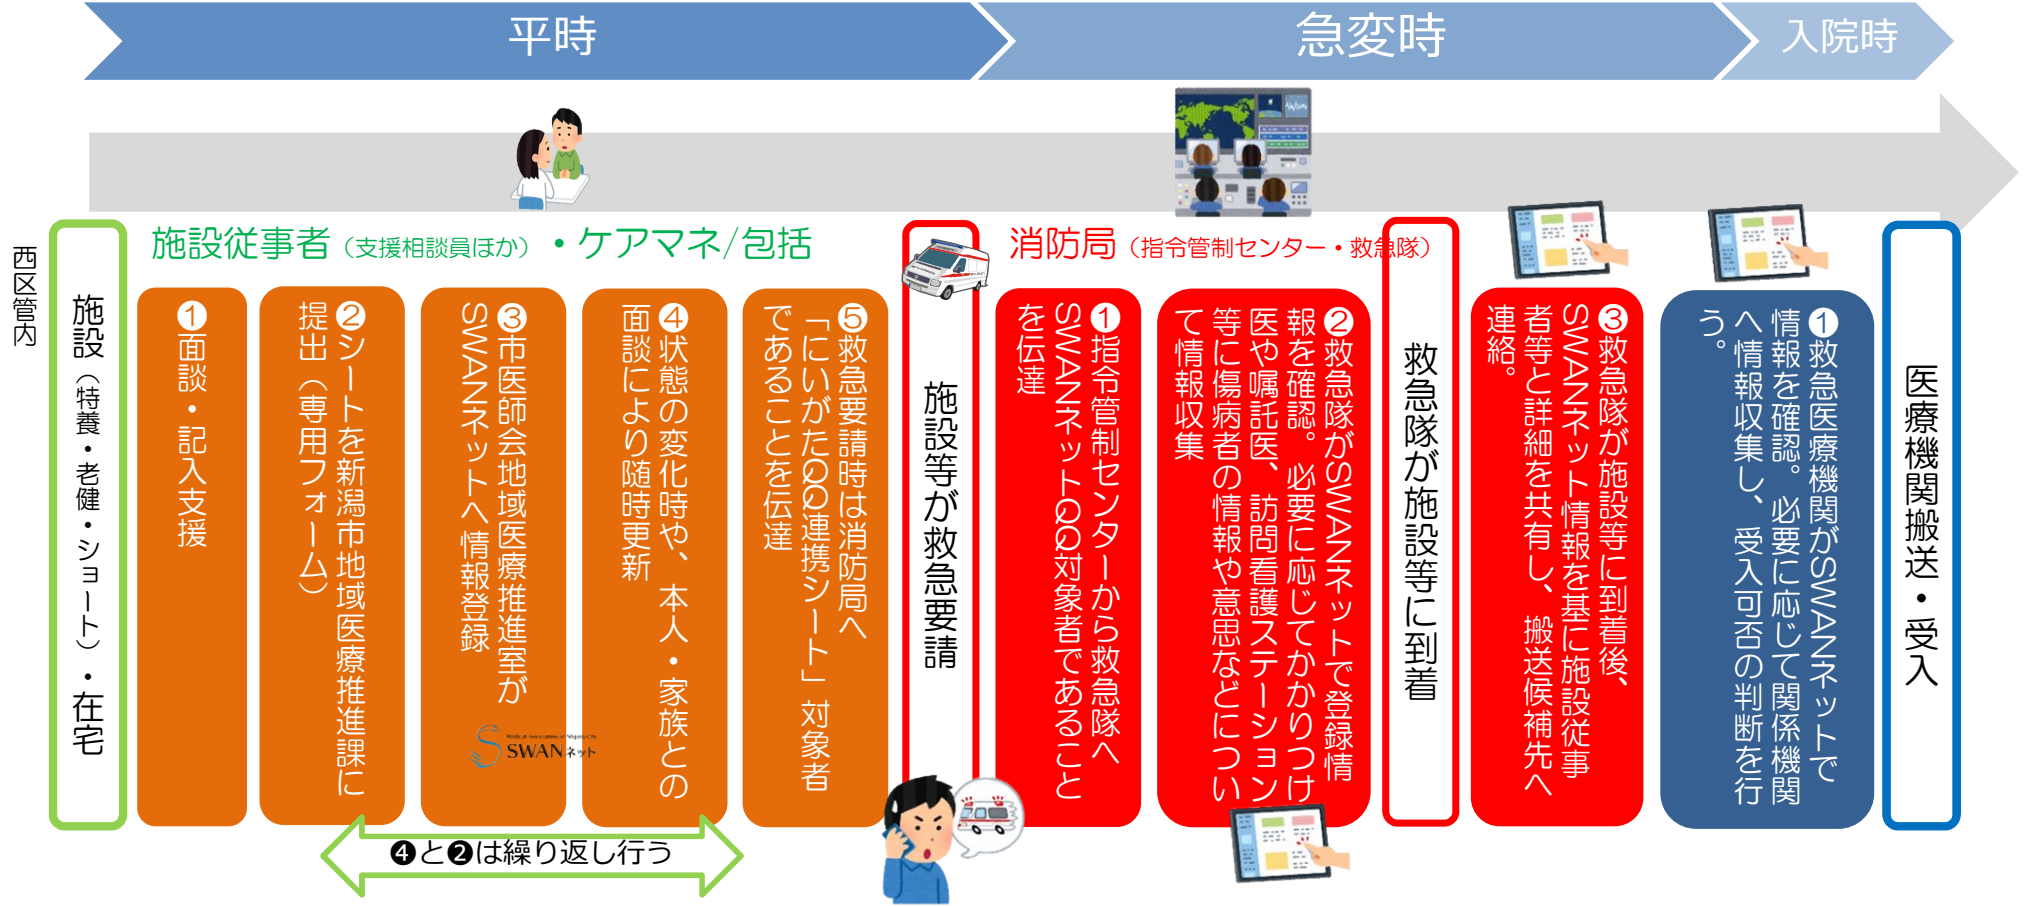 平時
急変時
入院時
西区管内
施設（特養・老健・ショート）・在宅
施設従事者（支援相談員ほか）・ケアマネ/包括
❶面談・記入支援
❷シートを新潟市地域医療推進課に
提出（専用フォーム）
❸市医師会地域医療推進室が
SWANネットへ情報登録
SWANネット
❹状態の変化時や、本人・家族との
面談により随時更新
❺救急要請時は消防局へ
「にいがたQQ連携シート」対象者
であることを伝達
❹と❷は繰り返し行う
施設等が救急要請
消防局（指令管制センター・救急隊）
❶指令管制センターから救急隊へ
SWANネットQQ対象者であること
を伝達
❷救急隊がSWANネットで登録情
報を確認。必要に応じてかかりつけ
医や嘱託医、訪問看護ステーション
等に傷病者の情報や意思などについ
て情報収集
救急隊が施設等に到着
❸救急隊が施設等に到着後、
SWANネット情報を基に施設従事
者等と詳細を共有し、搬送候補先へ
連絡。
❶救急医療機関がSWANネットで
情報を確認。必要に応じて関係機関
へ情報収集し、受入可否の判断を行
う。
医療機関搬送・受入